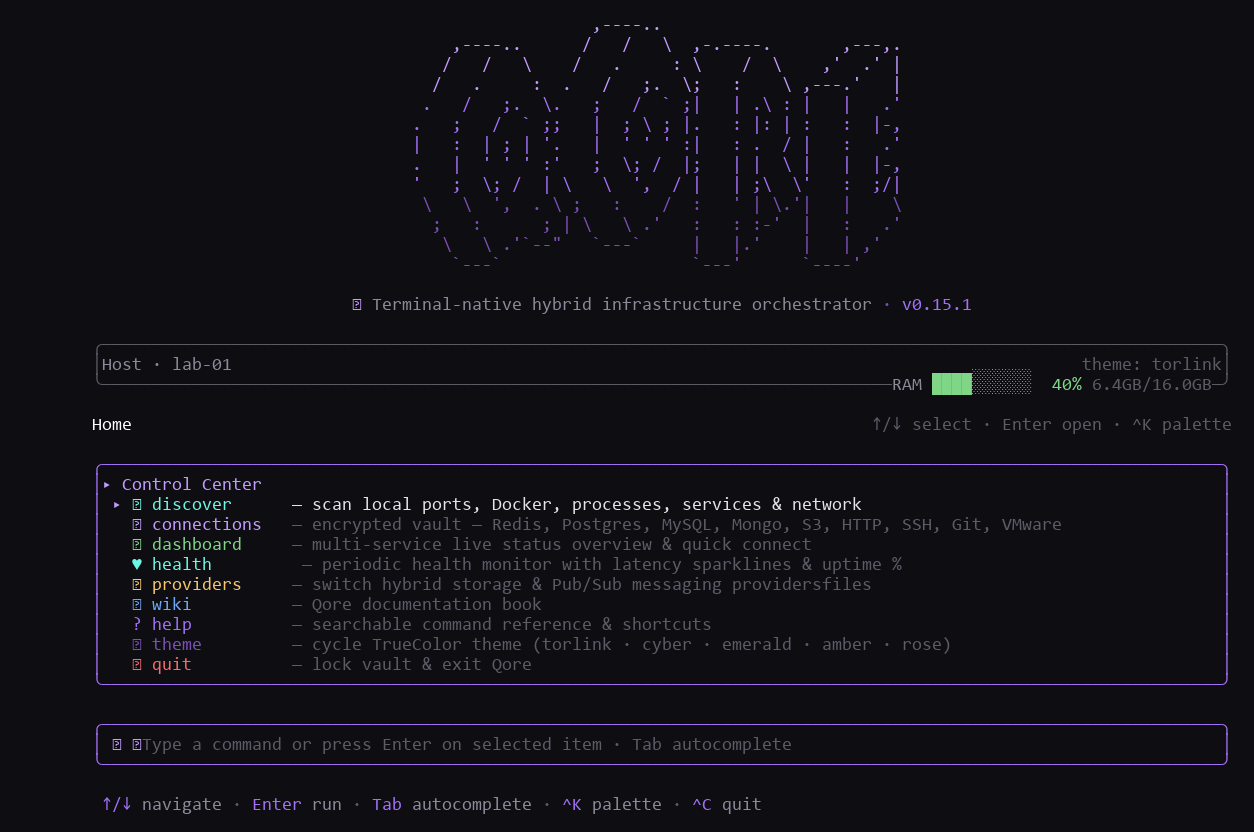 Terminal-native hybrid infrastructure orchestrator · v0.15.1
Host · lab-01 theme: torlink
RAM 40% 6.4GB/16.0GB
Home ↑/↓ select · Enter open · ^K palette
▸ Control Center
▸ discover — scan local ports, Docker, processes, services & network
connections — encrypted vault — Redis, Postgres, MySQL, Mongo, S3, HTTP, SSH, Git, VMware
dashboard — multi-service live status overview & quick connect
♥ health — periodic health monitor with latency sparklines & uptime %
providers — switch hybrid storage & Pub/Sub messaging providersfiles
wiki — Qore documentation book
? help — searchable command reference & shortcuts
theme — cycle TrueColor theme (torlink · cyber · emerald · amber · rose)
quit — lock vault & exit Qore
Type a command or press Enter on selected item · Tab autocomplete
↑/↓ navigate · Enter run · Tab autocomplete · ^K palette · ^C quit